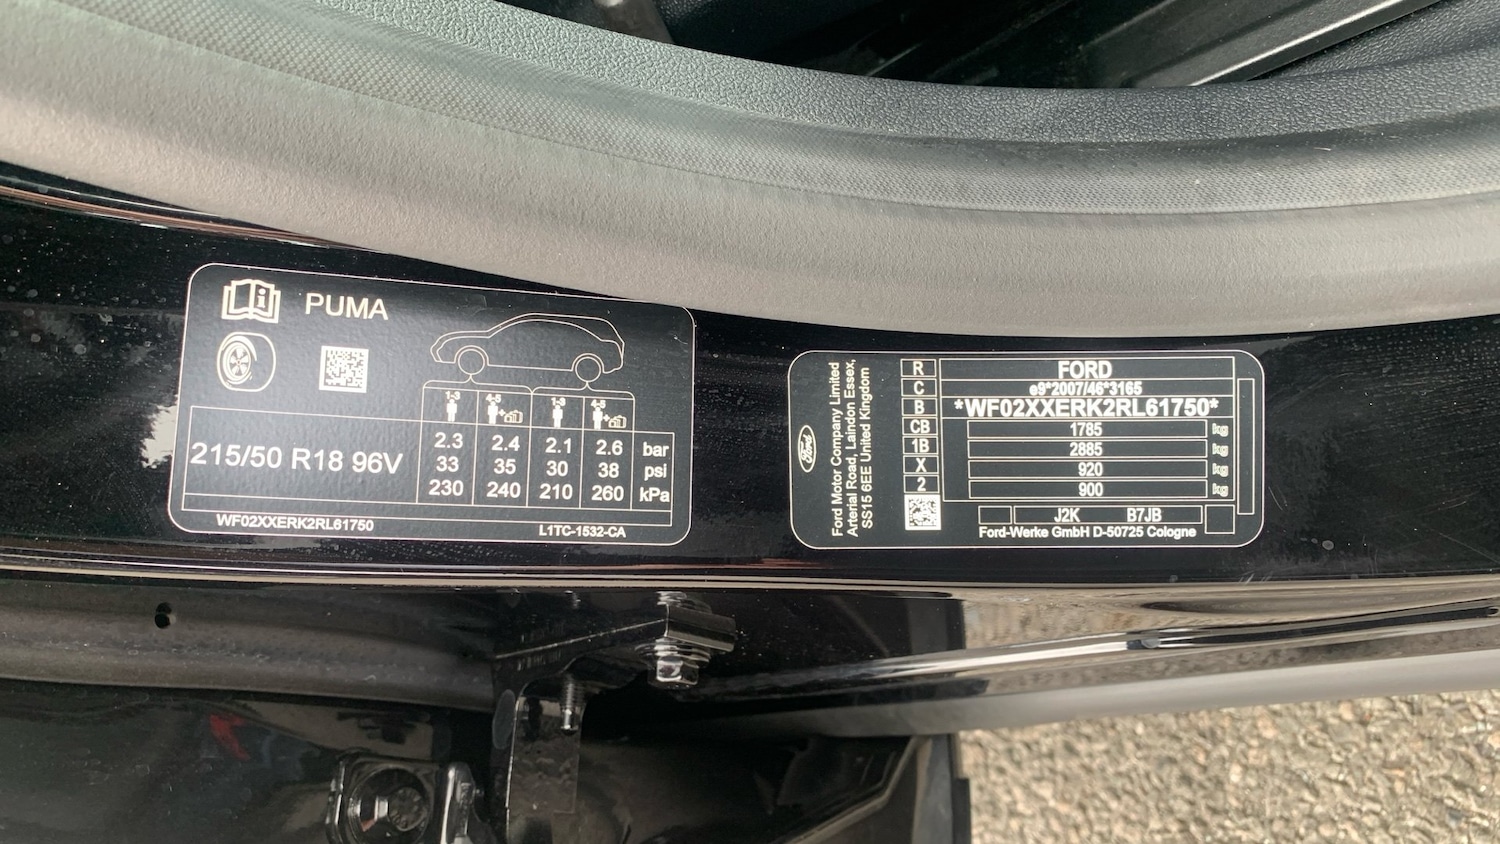 PUMA
1-3 4-5 1-3 4-5
215/50 R18 96V
2.3 2.4 2.1 2.6 bar
33 35 30 38 psi
230 240 210 260 kPa
WF02XXERK2RL61750 L1TC-1532-CA
Ford
Ford Motor Company Limited
Arterial Road, Laindon Essex,
SS15 6EE United Kingdom
R FORD
C e9*2007/46*3165
B *WF02XXERK2RL61750*
CB 1785 kg
1B 2885 kg
X 920 kg
2 900 kg
J2K B7JB
Ford-Werke GmbH D-50725 Cologne